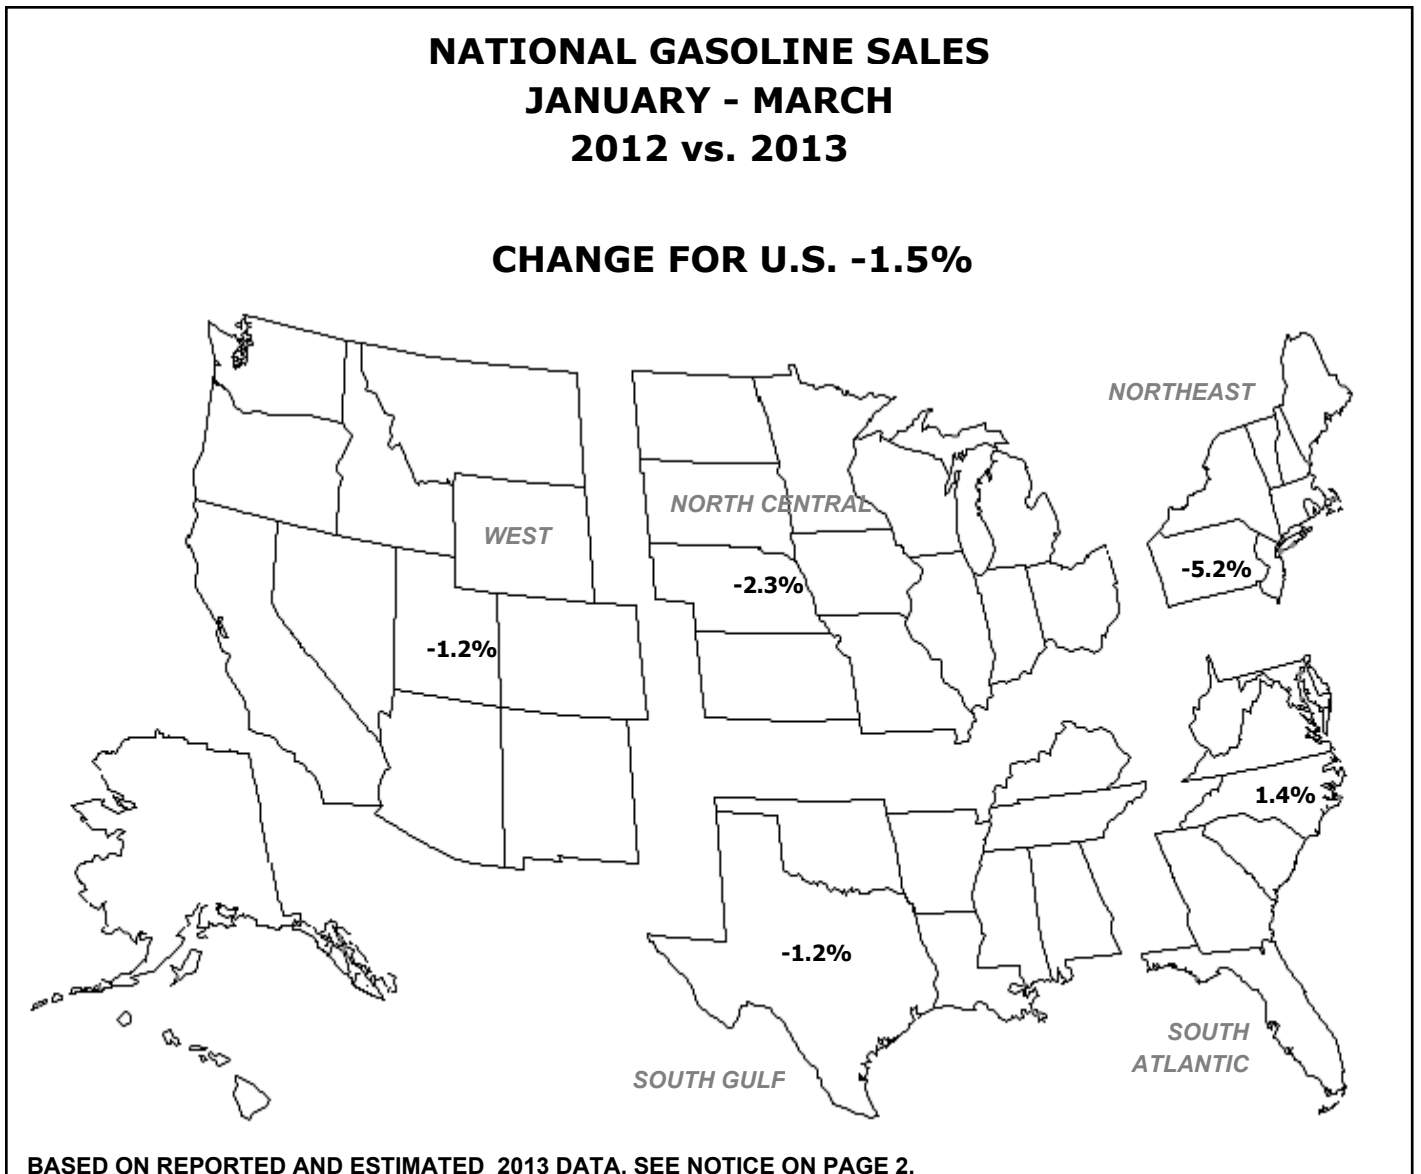 NATIONAL GASOLINE SALES
JANUARY - MARCH
2012 vs. 2013
CHANGE FOR U.S. -1.5%
NORTHEAST
NORTH CENTRAL
WEST
-5.2%
-2.3%
-1.2%
1.4%
-1.2%
SOUTH
ATLANTIC
SOUTH GULF
BASED ON REPORTED AND ESTIMATED  2013 DATA. SEE NOTICE ON PAGE 2.